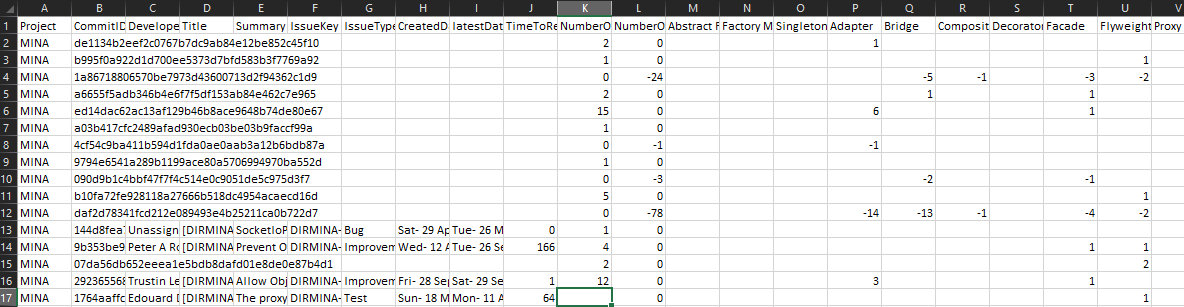 A B C D E F G H I J K L M N O P Q R S T U V
1 Project CommitID Develope Title Summary IssueKey IssueType CreatedD latestDat TimeToRe NumberO NumberO Abstract F Factory M Singleton Adapter Bridge Composit Decorator Facade Flyweight Proxy
2 MINA de1134b2eef2c0767b7dc9ab84e12be852c45f10 2 0 1
3 MINA b995f0a922d1d700ee5373d7bfd583b3f7769a92 1 0 1
4 MINA 1a86718806570be7973d43600713d2f94362c1d9 0 -24 -5 -1 -3 -2
5 MINA a6655f5adb346b4e6f7f5df153ab84e462c7e965 2 0 1 1
6 MINA ed14dac62ac13af129b46b8ace9648b74de80e67 15 0 6 1
7 MINA a03b417cfc2489afad930ecb03be03b9faccf99a 1 0
8 MINA 4cf54c9ba411b594d1fda0ae0aab3a12b6bdb87a 0 -1 -1
9 MINA 9794e6541a289b1199ace80a5706994970ba552d 1 0
10 MINA 090d9b1c4bbf47f7f4c514e0c9051de5c975d3f7 0 -3 -2 -1
11 MINA b10fa72fe928118a27666b518dc4954acaecd16d 5 0 1
12 MINA daf2d78341fcd212e089493e4b25211ca0b722d7 0 -78 -14 -13 -1 -4 -2
13 MINA 144d8fea Unassign [DIRMINA SocketIoP DIRMINA- Bug Sat- 29 Ap Tue- 26 M 0 1 0
14 MINA 9b353be9 Peter A Ro [DIRMINA Prevent O DIRMINA- Improvem Wed- 12 A Tue- 26 Se 166 4 0 1 1
15 MINA 07da56db652eeea1e5bdb8dafd01e8de0e87b4d1 2 0 2
16 MINA 292365568 Trustin Le [DIRMINA Allow Obj DIRMINA- Improvem Fri- 28 Sep Sat- 29 Se 1 12 0 3 1
17 MINA 1764aaffc Edouard [DIRMINA The proxy DIRMINA- Test Sun- 18 M Mon- 11 A 64 0 1